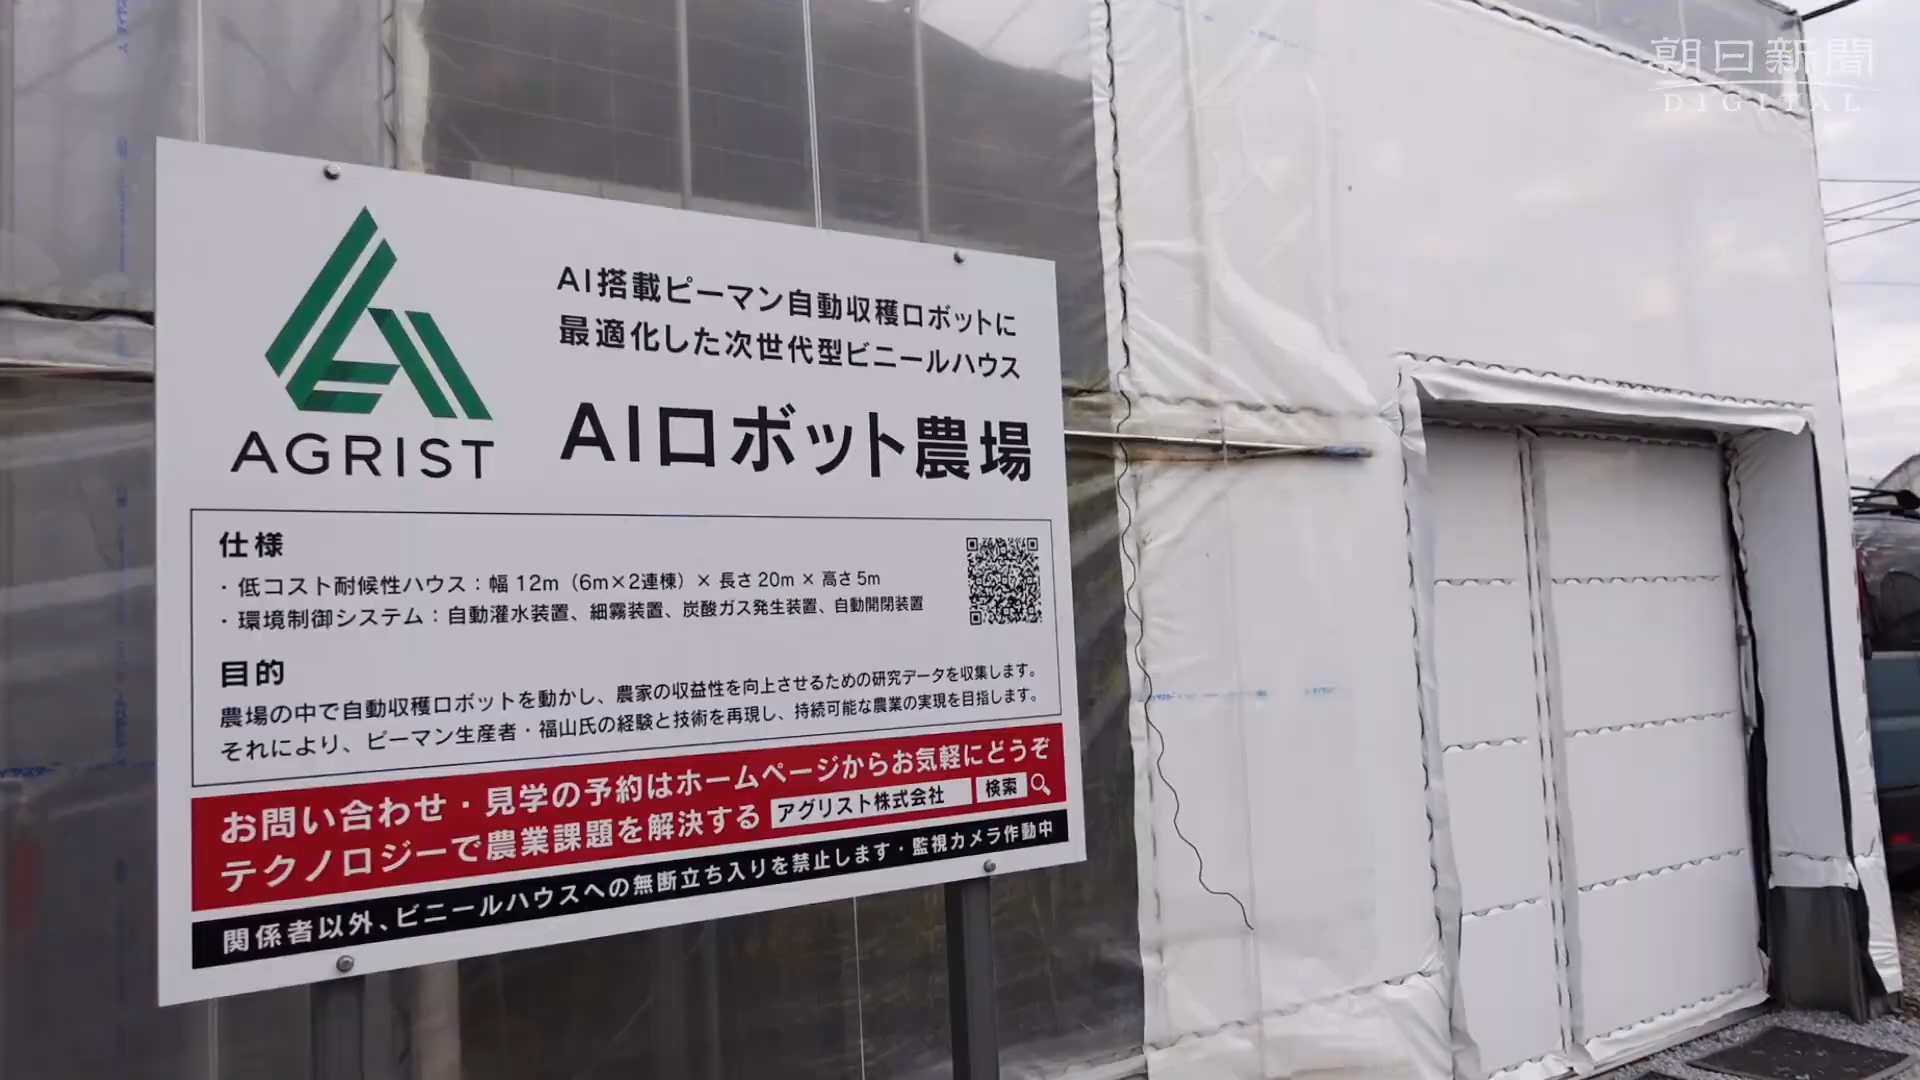 朝日新聞
DIGITAL
AGRIST
AI搭載ピーマン自動収穫ロボットに
最適化した次世代型ビニールハウス
AIロボット農場
仕様
・低コスト耐候性ハウス：幅 12m（6m×2連棟）× 長さ 20m × 高さ 5m
・環境制御システム：自動灌水装置、細霧装置、炭酸ガス発生装置、自動開閉装置
目的
農場の中で自動収穫ロボットを動かし、農家の収益性を向上させるための研究データを収集します。
それにより、ピーマン生産者・福山氏の経験と技術を再現し、持続可能な農業の実現を目指します。
お問い合わせ・見学の予約はホームページからお気軽にどうぞ
テクノロジーで農業課題を解決する アグリスト株式会社 検索
関係者以外、ビニールハウスへの無断立ち入りを禁止します・監視カメラ作動中